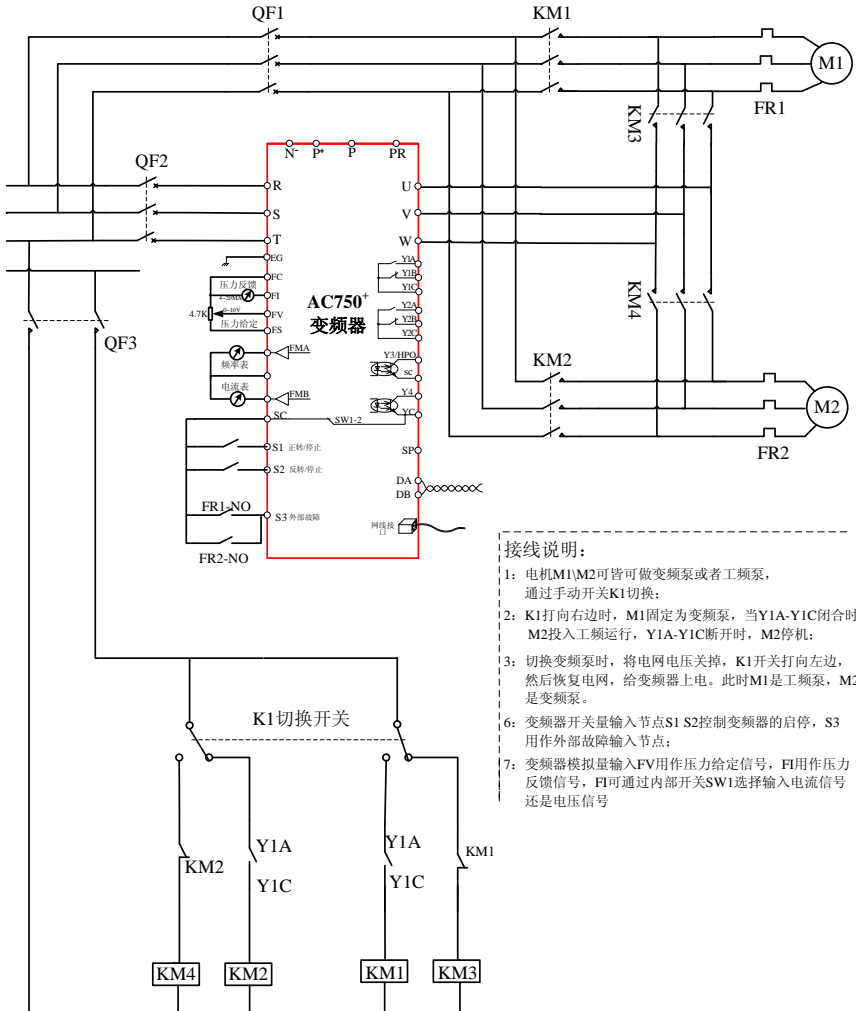 QF1
KM1
M1
FR1
KM3
QF2
N-
P+
P
PR
R
S
T
U
V
W
EG
FC
压力反馈
4~20MA
FI
4.7K
0~10V
FV
压力给定
FS
AC750+
变频器
Y1A
Y1B
Y1C
Y2A
Y2B
Y2C
KM4
QF3
FMA
频率表
电流表
FMB
Y3/HPO
sc
Y4
YC
KM2
M2
FR2
SC
SW1-2
S1 正转/停止
S2 反转/停止
SP
DA
DB
FR1-NO
S3 外部故障
FR2-NO
网线接
口
接线说明:
1: 电机M1\M2可皆可做变频泵或者工频泵,
通过手动开关K1切换;
2: K1打向右边时, M1固定为变频泵, 当Y1A-Y1C闭合时
M2投入工频运行, Y1A-Y1C断开时, M2停机;
3: 切换变频泵时, 将电网电压关掉, K1开关打向左边,
然后恢复电网, 给变频器上电。此时M1是工频泵, M2
是变频泵。
6: 变频器开关量输入节点S1 S2控制变频器的启停, S3
用作外部故障输入节点;
7: 变频器模拟量输入FV用作压力给定信号, FI用作压力
反馈信号, FI可通过内部开关SW1选择输入电流信号
还是电压信号
K1切换开关
KM2
Y1A
Y1C
Y1A
Y1C
KM1
KM4
KM2
KM1
KM3